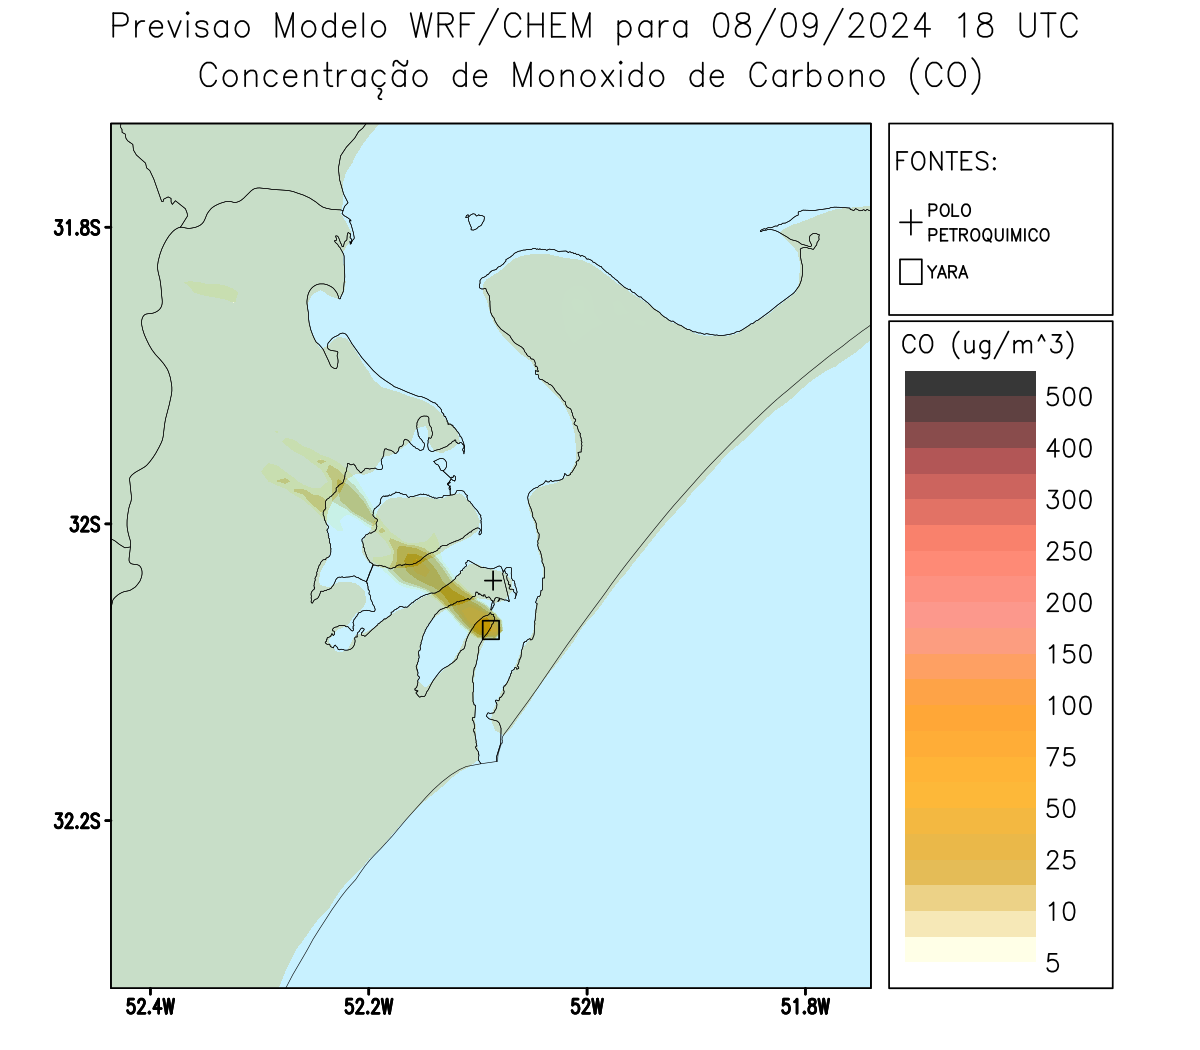 Previsao Modelo WRF/CHEM para 08/09/2024 18 UTC
Concentração de Monoxido de Carbono (CO)
FONTES:
POLO
PETROQUIMICO
YARA
CO (ug/m^3)
500
400
300
250
200
150
100
75
50
25
10
5
31.8S
32S
32.2S
52.4W
52.2W
52W
51.8W